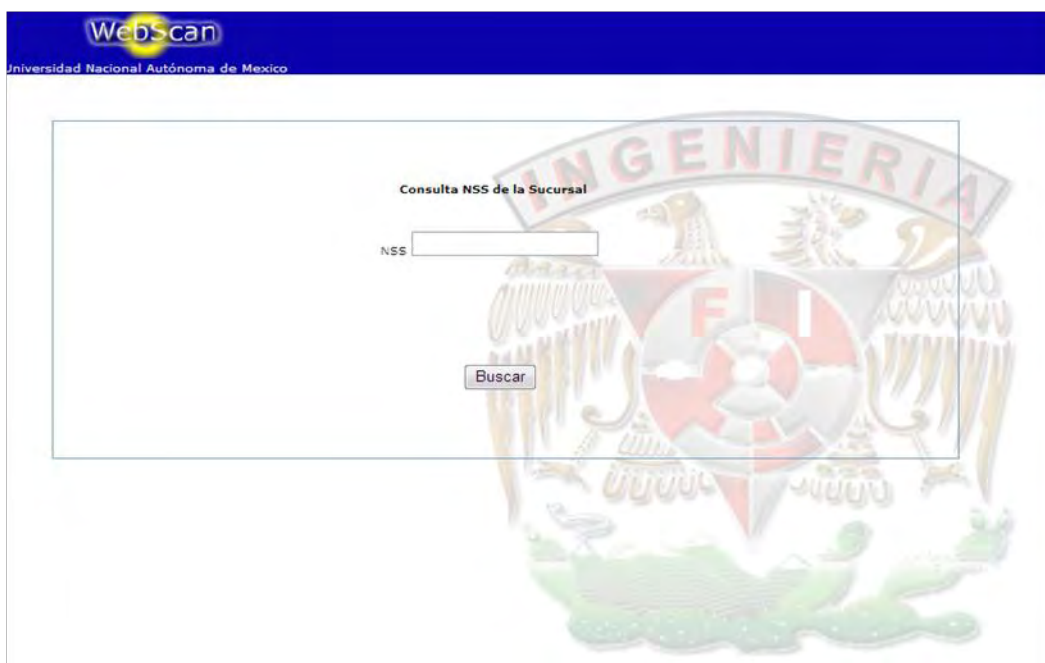 WebScan
Universidad Nacional Autónoma de Mexico
INGENIERIA
Consulta NSS de la Sucursal
NSS
F I
Buscar